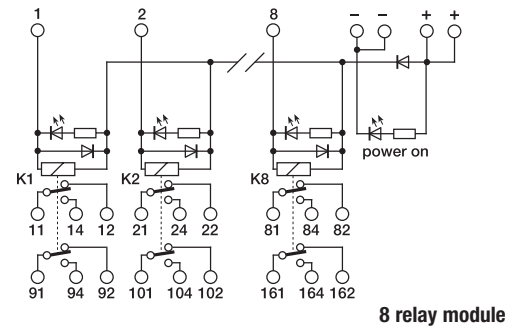 1 2 8 – – + +
power on
K1 K2 K8
11 14 12 21 24 22 81 84 82
91 94 92 101 104 102 161 164 162
8 relay module